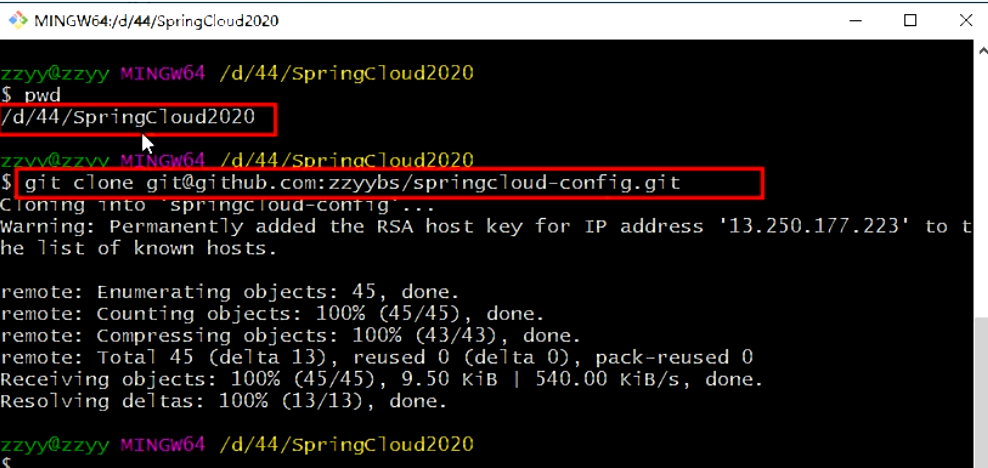 MINGW64:/d/44/SpringCloud2020
zzyy@zzyy MINGW64 /d/44/SpringCloud2020
$ pwd
/d/44/SpringCloud2020
zzyy@zzyy MINGW64 /d/44/SpringCloud2020
$ git clone git@github.com:zzyybs/springcloud-config.git
Cloning into 'springcloud-config'...
Warning: Permanently added the RSA host key for IP address '13.250.177.223' to t
he list of known hosts.
remote: Enumerating objects: 45, done.
remote: Counting objects: 100% (45/45), done.
remote: Compressing objects: 100% (43/43), done.
remote: Total 45 (delta 13), reused 0 (delta 0), pack-reused 0
Receiving objects: 100% (45/45), 9.50 KiB | 540.00 KiB/s, done.
Resolving deltas: 100% (13/13), done.
zzyy@zzyy MINGW64 /d/44/SpringCloud2020
$